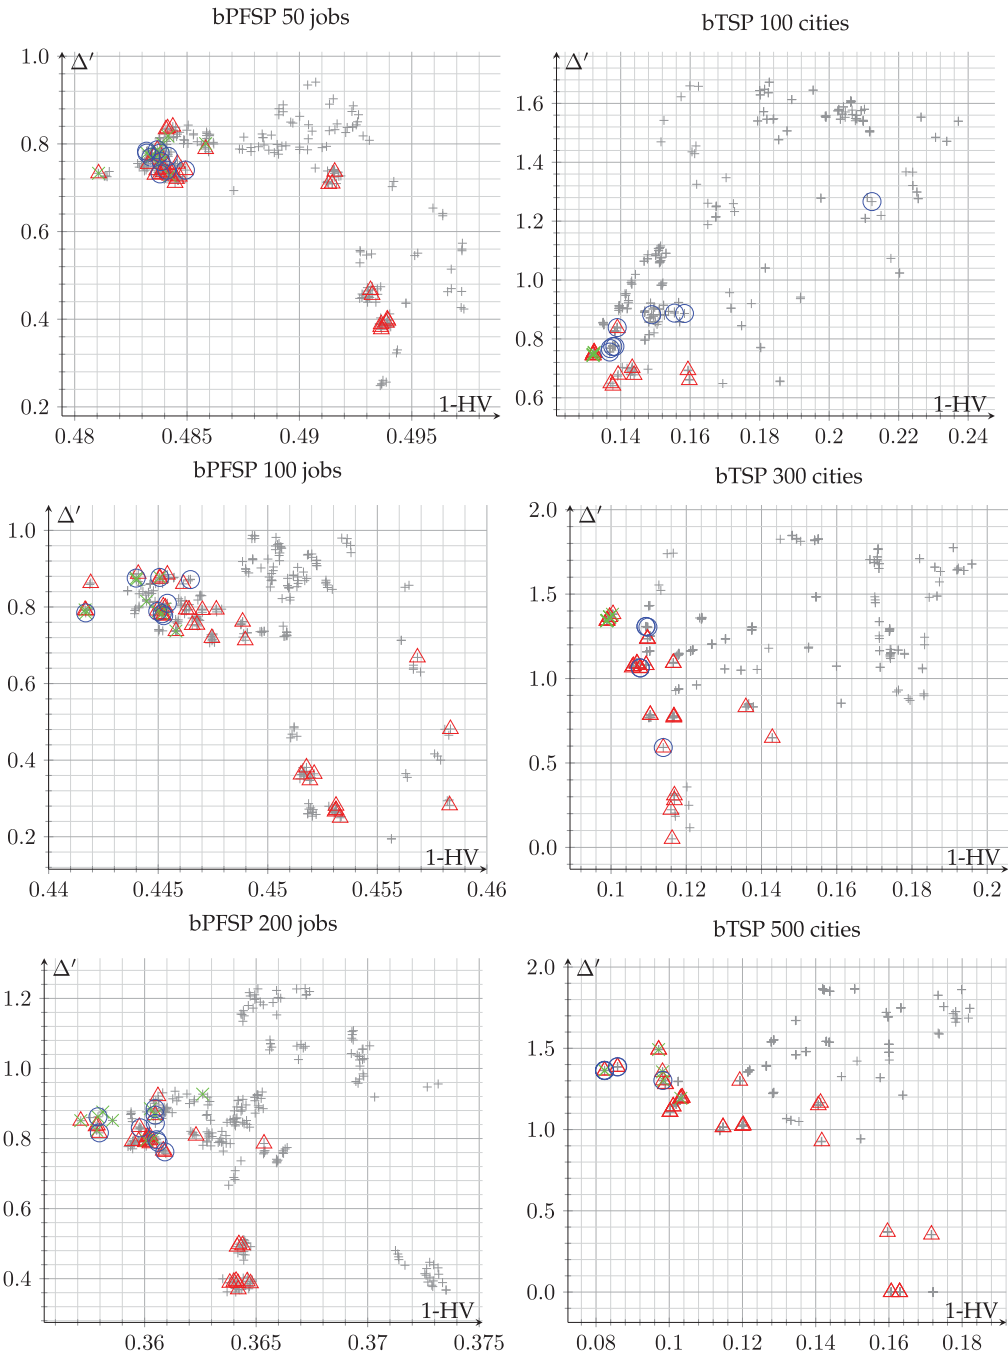 bPFSP 50 jobs
Δ′
1.0
0.8
0.6
0.4
0.2
1-HV
0.48 0.485 0.49 0.495
bTSP 100 cities
Δ′
1.6
1.4
1.2
1.0
0.8
0.6
1-HV
0.14 0.16 0.18 0.2 0.22 0.24
bPFSP 100 jobs
Δ′
1.0
0.8
0.6
0.4
0.2
1-HV
0.44 0.445 0.45 0.455 0.46
bTSP 300 cities
Δ′
2.0
1.5
1.0
0.5
0.0
1-HV
0.1 0.12 0.14 0.16 0.18 0.2
bPFSP 200 jobs
Δ′
1.2
1.0
0.8
0.6
0.4
1-HV
0.36 0.365 0.37 0.375
bTSP 500 cities
Δ′
2.0
1.5
1.0
0.5
0.0
1-HV
0.08 0.1 0.12 0.14 0.16 0.18